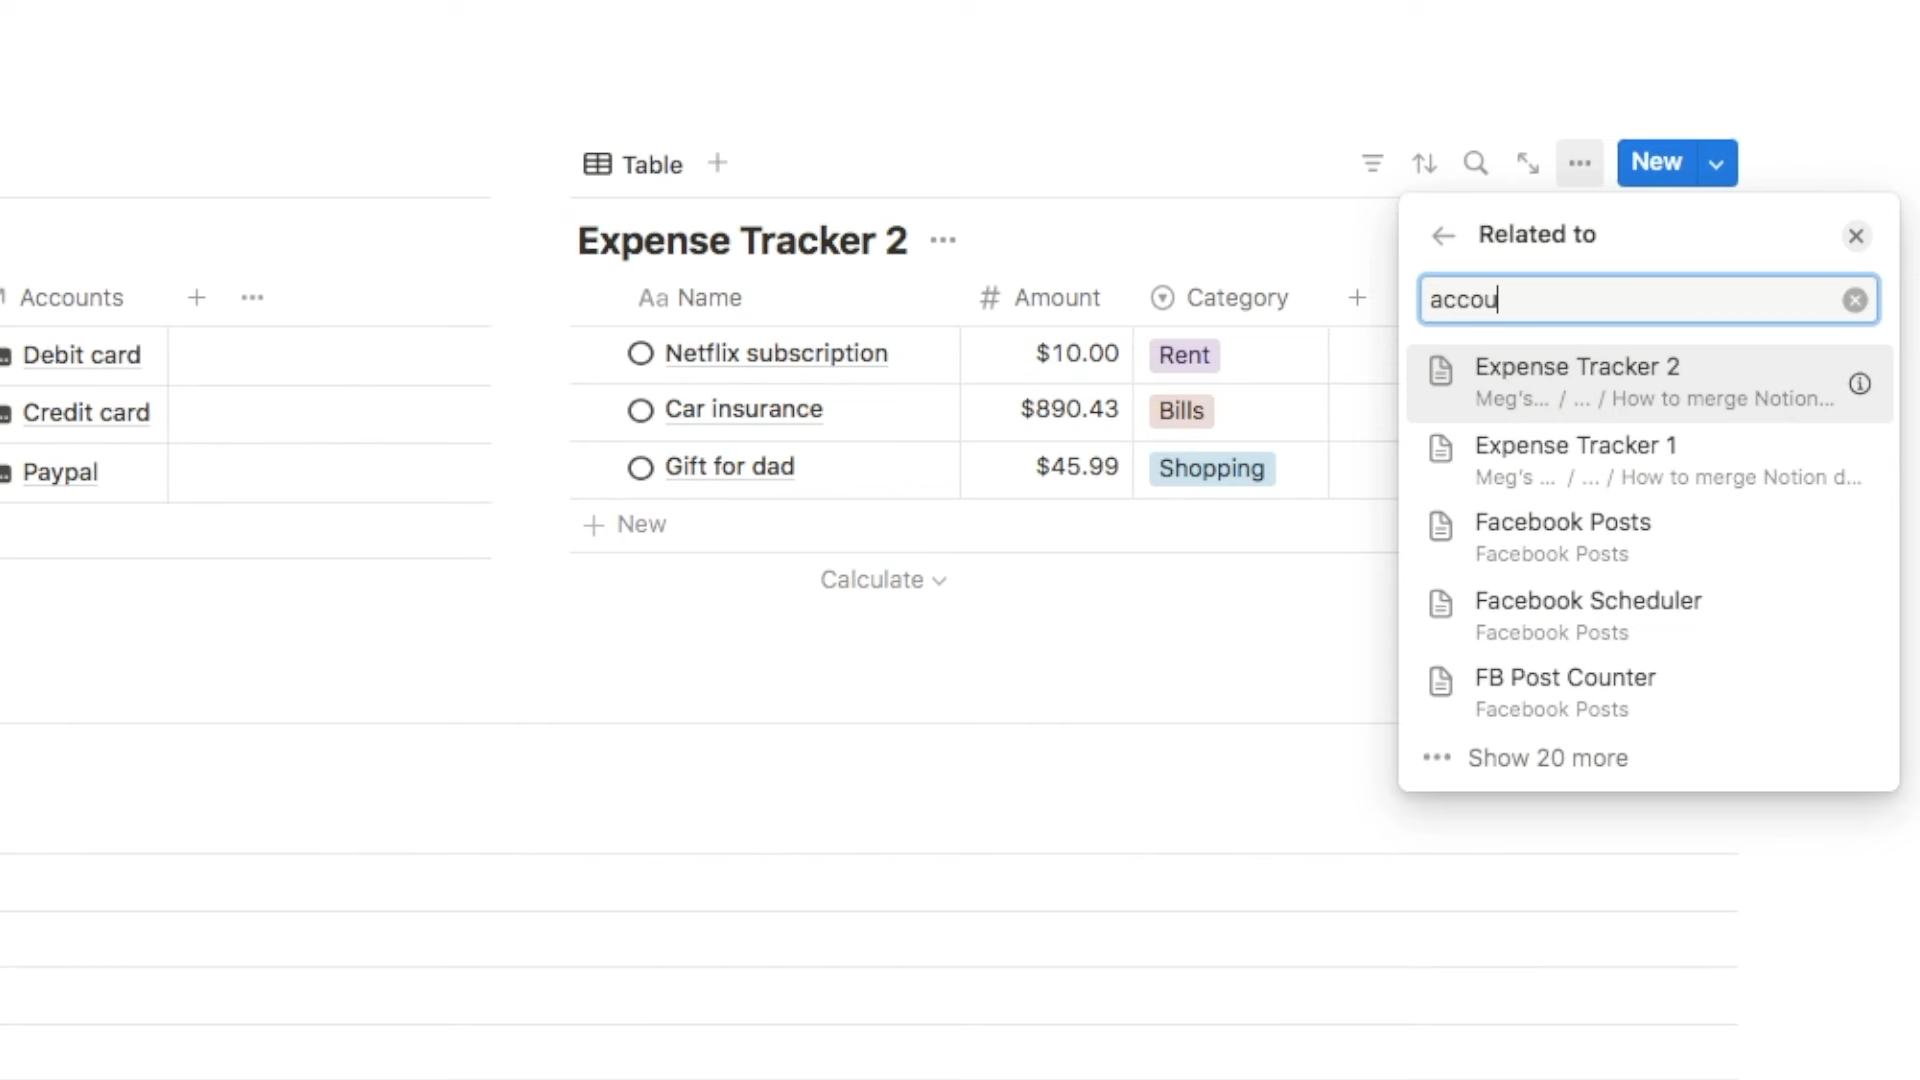 Accounts
Debit card
Credit card
Paypal
Table
New
Expense Tracker 2
Aa Name
# Amount
Category
Netflix subscription
$10.00
Rent
Car insurance
$890.43
Bills
Gift for dad
$45.99
Shopping
New
Calculate
Related to
accou
Expense Tracker 2
Meg's... / ... / How to merge Notion...
Expense Tracker 1
Meg's ... / ... / How to merge Notion d...
Facebook Posts
Facebook Posts
Facebook Scheduler
Facebook Posts
FB Post Counter
Facebook Posts
Show 20 more